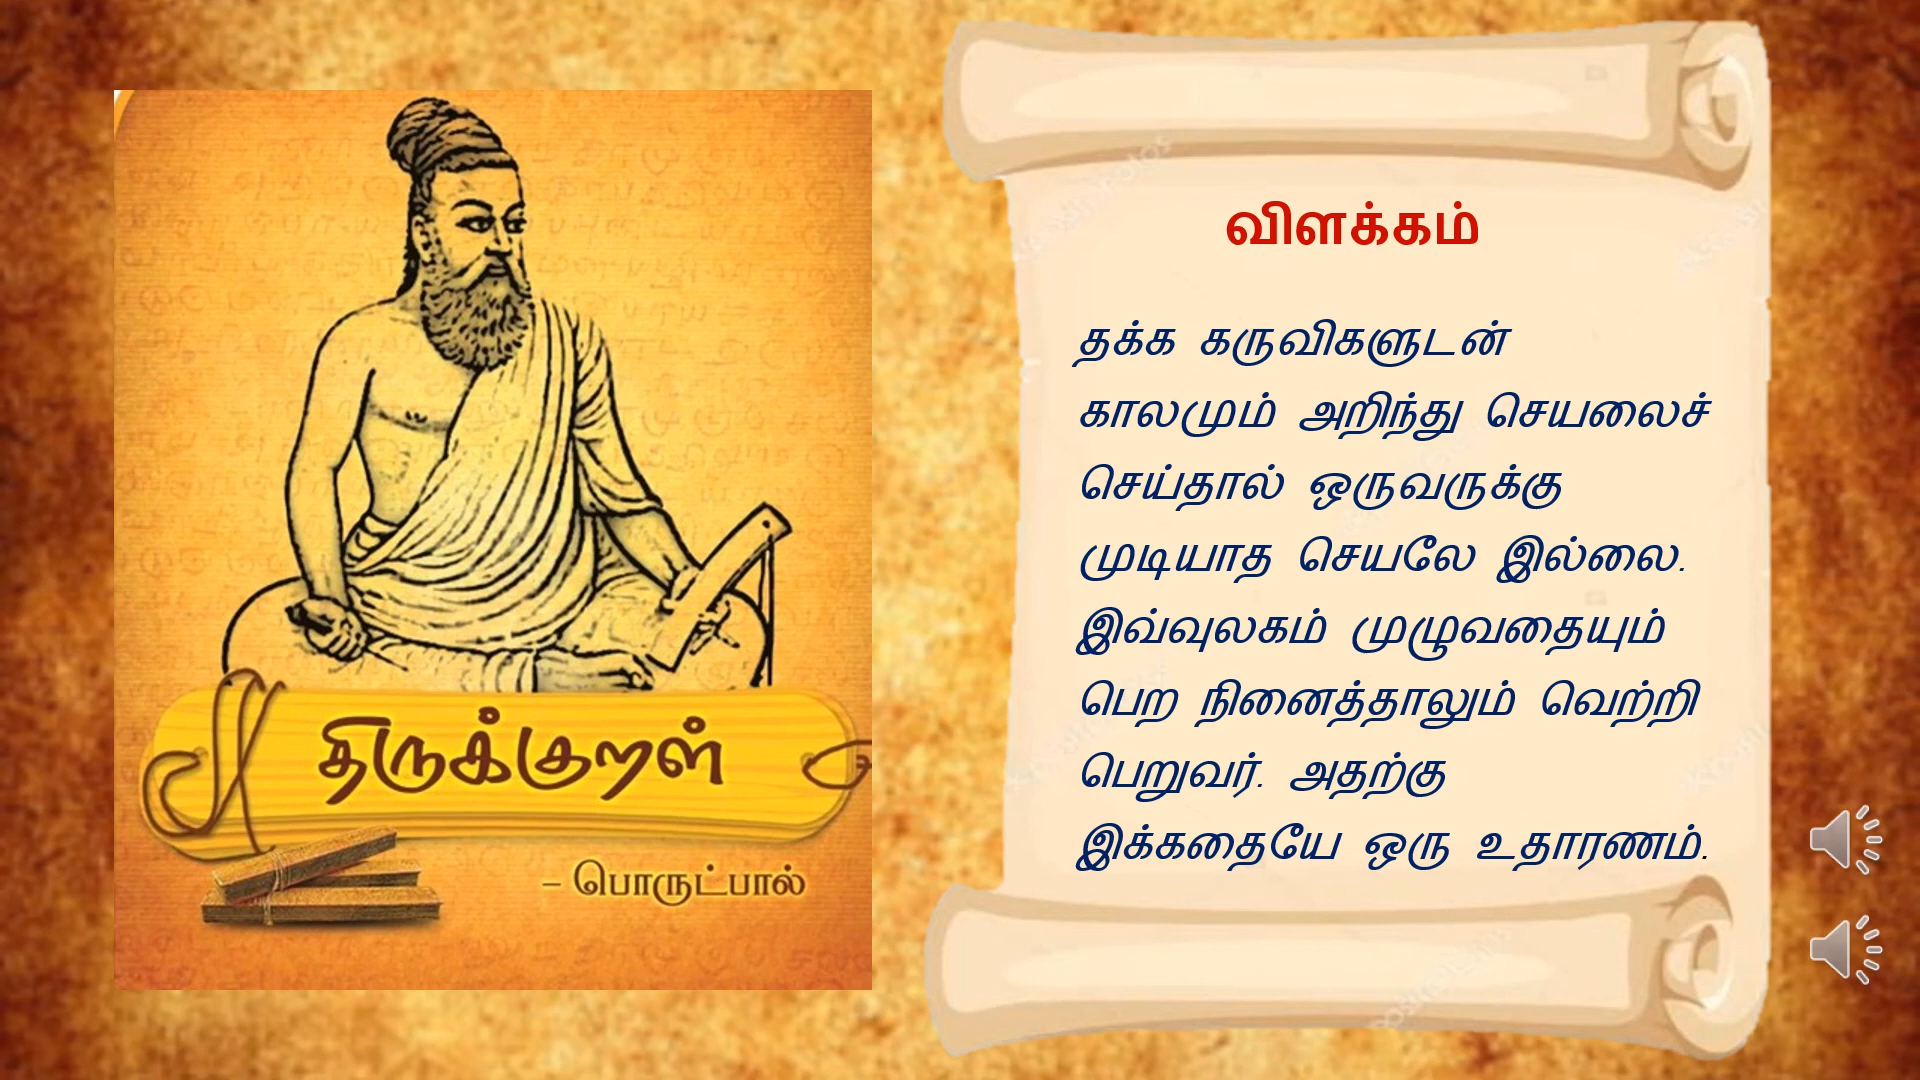 திருக்குறள்
– பொருட்பால்
விளக்கம்
தக்க கருவிகளுடன்
காலமும் அறிந்து செயலைச்
செய்தால் ஒருவருக்கு
முடியாத செயலே இல்லை.
இவ்வுலகம் முழுவதையும்
பெற நினைத்தாலும் வெற்றி
பெறுவர். அதற்கு
இக்கதையே ஒரு உதாரணம்.